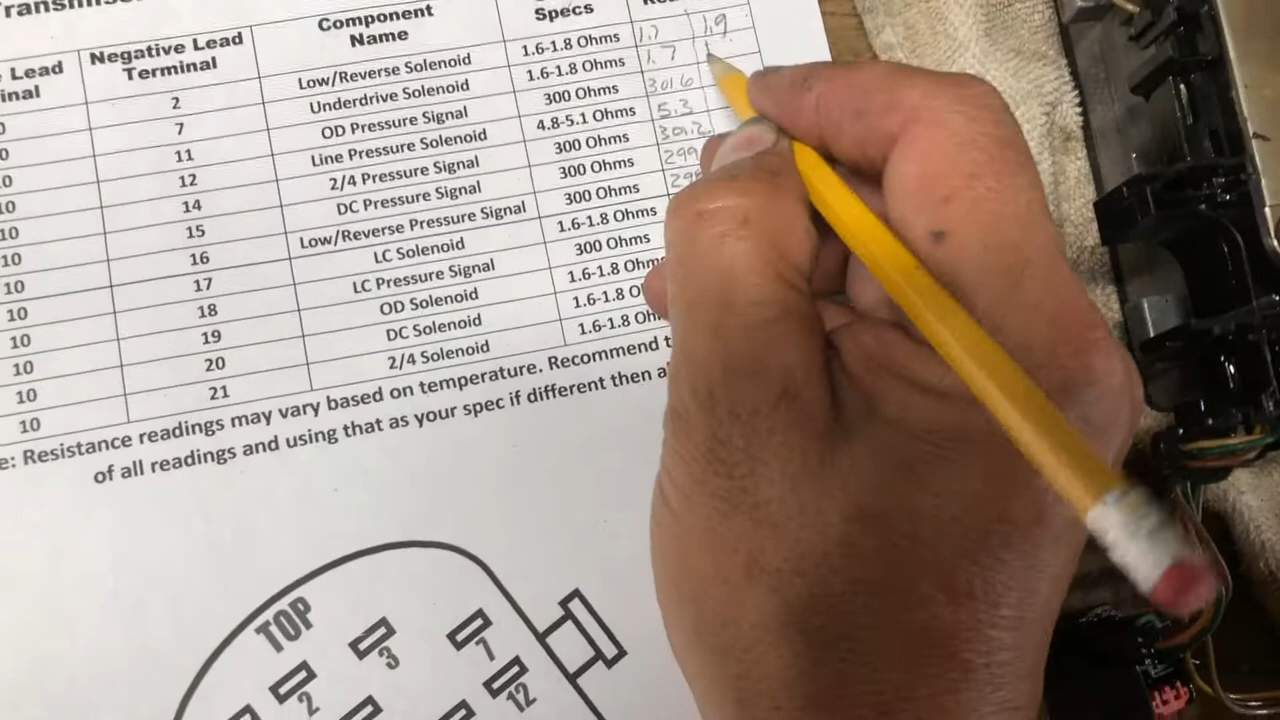 Negative Lead Terminal
Component Name
Specs
Lead
2 Low/Reverse Solenoid 1.6-1.8 Ohms 1.7 1.9
7 Underdrive Solenoid 1.6-1.8 Ohms 1.7
11 OD Pressure Signal 300 Ohms 301.6
12 Line Pressure Solenoid 4.8-5.1 Ohms 5.3
10 14 2/4 Pressure Signal 300 Ohms 301.2
10 15 DC Pressure Signal 300 Ohms 299
10 16 Low/Reverse Pressure Signal 300 Ohms
10 17 LC Solenoid 1.6-1.8 Ohms
10 18 LC Pressure Signal 300 Ohms
10 19 OD Solenoid 1.6-1.8 Ohms
10 20 DC Solenoid 1.6-1.8
10 21 2/4 Solenoid 1.6-1.8
10
Resistance readings may vary based on temperature. Recommend
of all readings and using that as your spec if different then
TOP
3
7
2
12